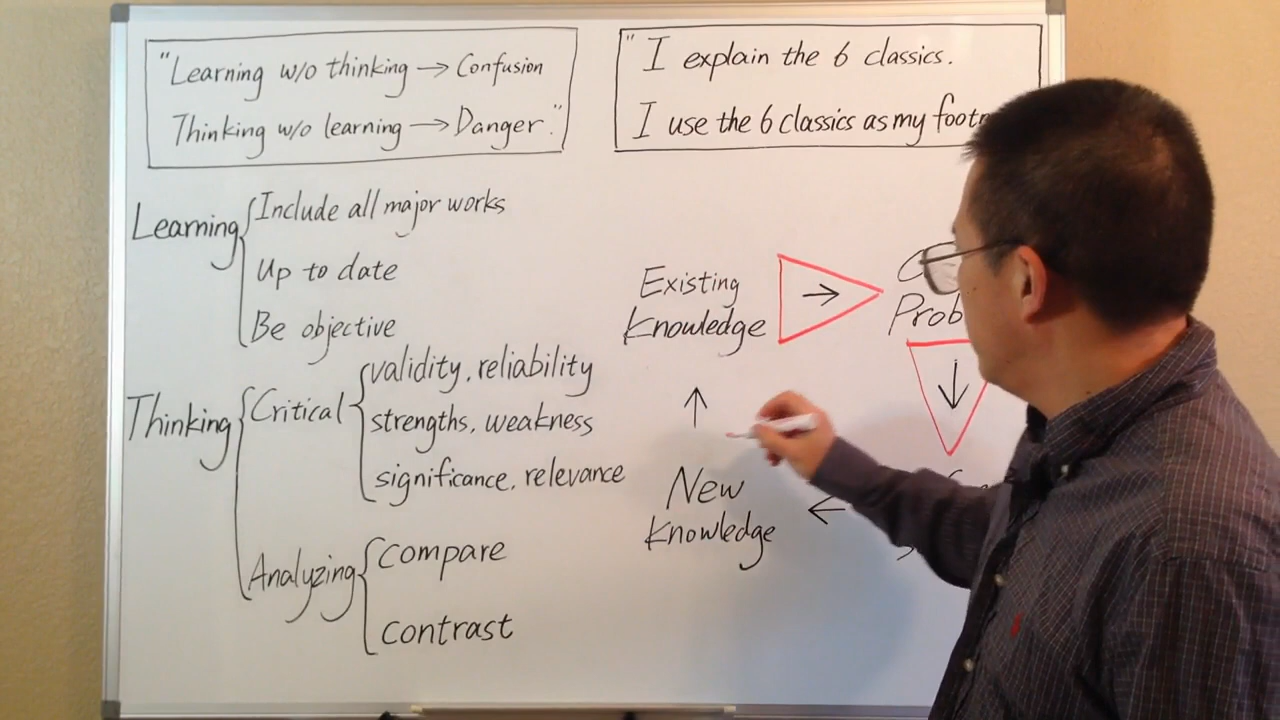 "Learning w/o thinking → Confusion
Thinking w/o learning → Danger."
"I explain the 6 classics.
I use the 6 classics as my
Learning
Include all major works
Up to date
Be objective
Thinking
Critical
validity, reliability
strengths, weakness
significance, relevance
Analyzing
compare
contrast
Existing
Knowledge
→
↓
←
New
Knowledge
↑